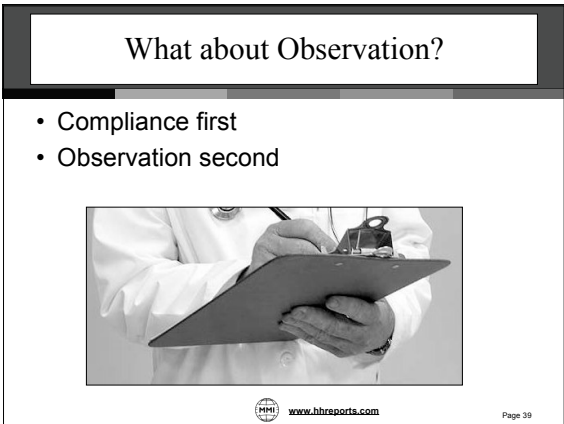 What about Observation?
• Compliance first
• Observation second
MMI www.hhreports.com
Page 39